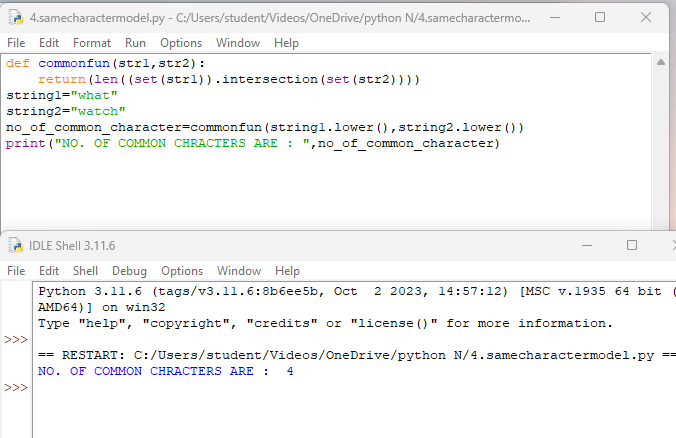 4.samecharactermodel.py - C:/Users/student/Videos/OneDrive/python N/4.samecharactermo...
File Edit Format Run Options Window Help
def commonfun(str1,str2):
    return(len((set(str1)).intersection(set(str2))))
string1="what"
string2="watch"
no_of_common_character=commonfun(string1.lower(),string2.lower())
print("NO. OF COMMON CHRACTERS ARE : ",no_of_common_character)
IDLE Shell 3.11.6
File Edit Shell Debug Options Window Help
Python 3.11.6 (tags/v3.11.6:8b6ee5b, Oct  2 2023, 14:57:12) [MSC v.1935 64 bit (
AMD64)] on win32
Type "help", "copyright", "credits" or "license()" for more information.
>>>
== RESTART: C:/Users/student/Videos/OneDrive/python N/4.samecharactermodel.py ==
NO. OF COMMON CHRACTERS ARE :  4
>>>